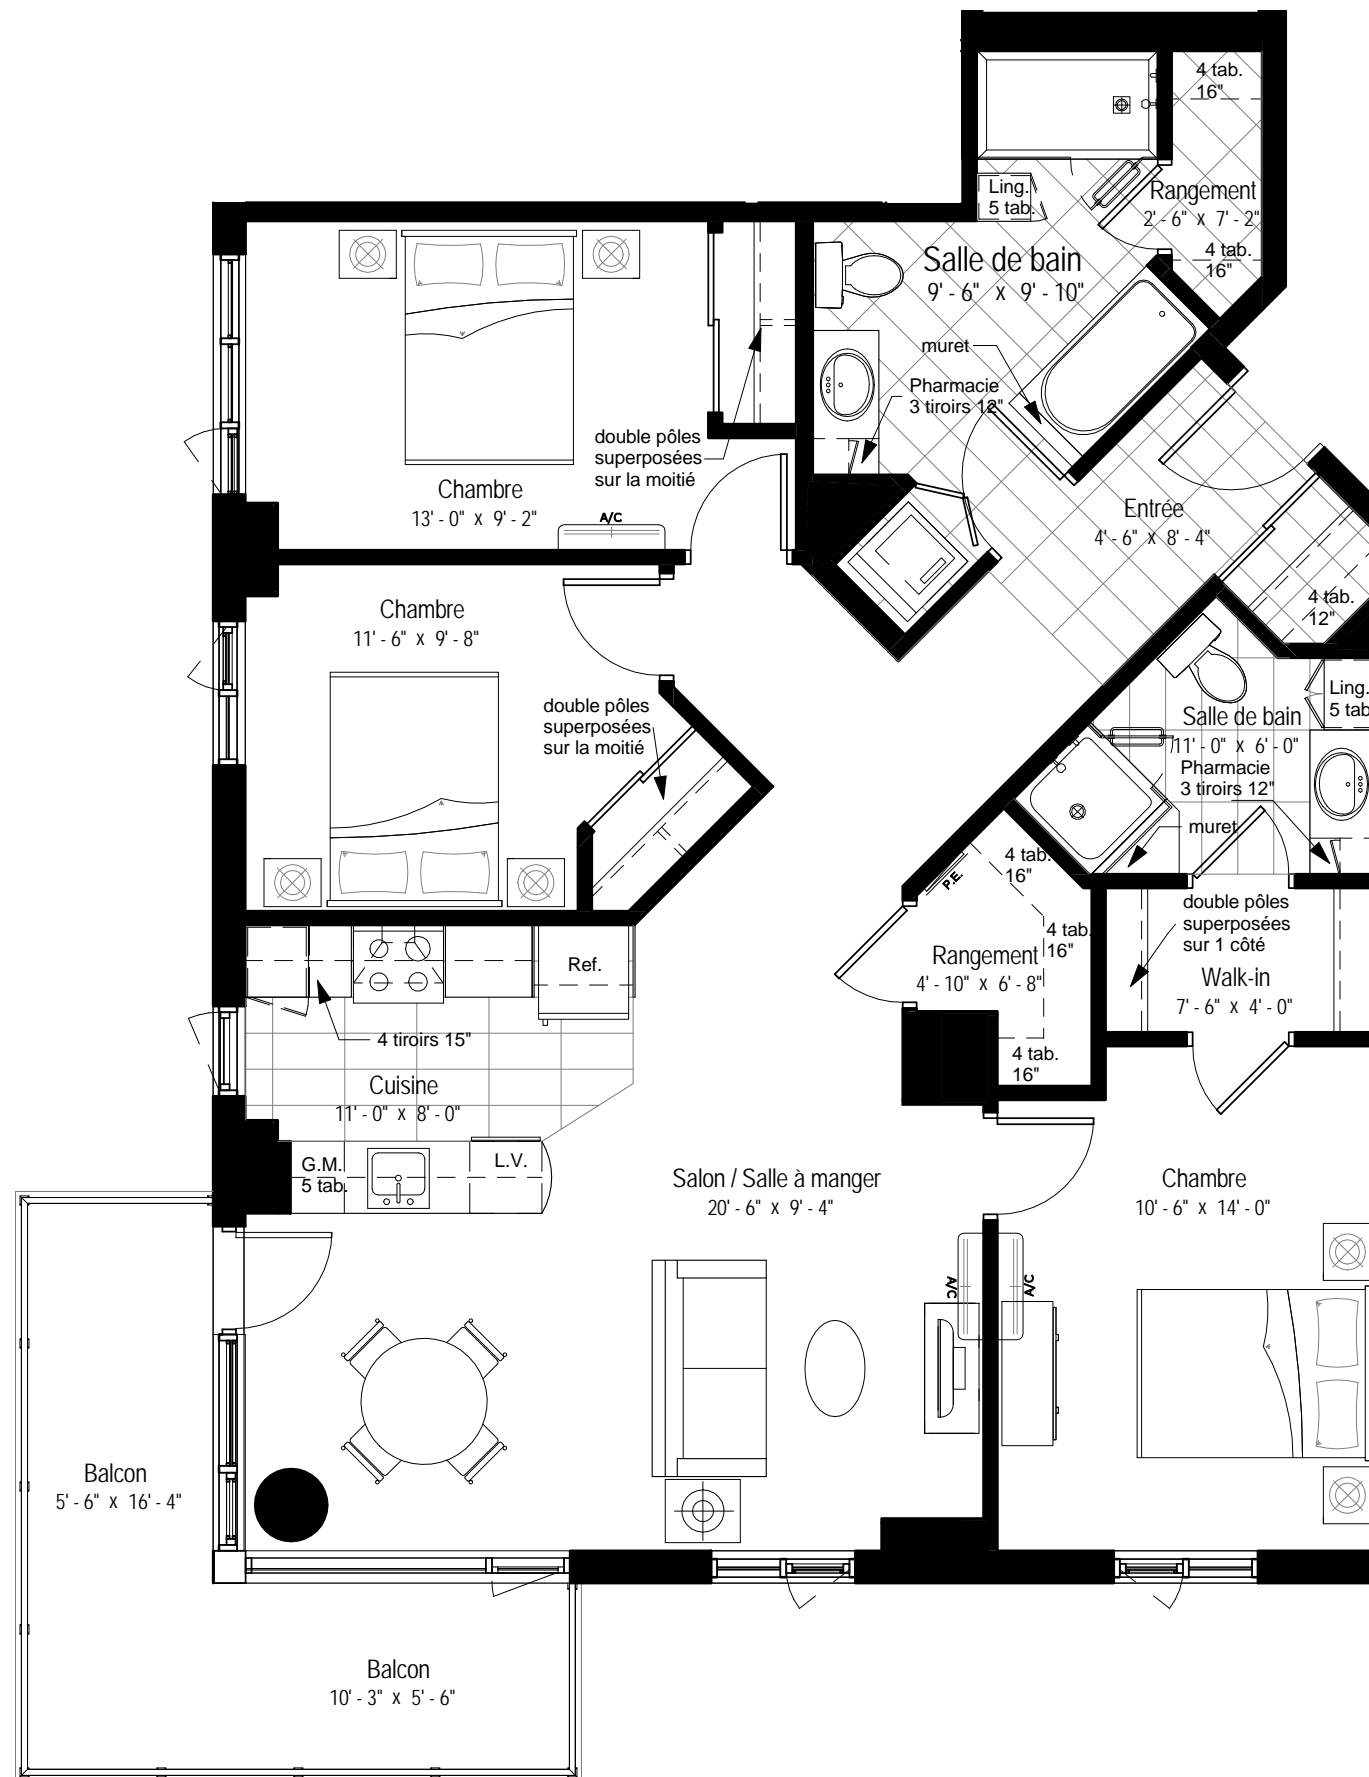 4 tab.
16"
Ling.
5 tab.
Rangement
2' - 6" x 7' - 2"
4 tab.
16"
Salle de bain
9' - 6" x 9' - 10"
muret
Pharmacie
3 tiroirs 12"
double pôles
superposées
sur la moitié
Chambre
13' - 0" x 9' - 2"
A/C
Entrée
4' - 6" x 8' - 4"
4 tab.
12"
Chambre
11' - 6" x 9' - 8"
double pôles
superposées
sur la moitié
Ling.
5 tab
Salle de bain
11' - 0" x 6' - 0"
Pharmacie
3 tiroirs 12"
muret
4 tab.
16"
P.E.
double pôles
superposées
sur 1 côté
4 tab.
16"
Rangement
4' - 10" x 6' - 8"
Walk-in
7' - 6" x 4' - 0"
Ref.
4 tiroirs 15"
4 tab.
16"
Cuisine
11' - 0" x 8' - 0"
G.M.
5 tab.
L.V.
Salon / Salle à manger
20' - 6" x 9' - 4"
Chambre
10' - 6" x 14' - 0"
A/C
A/C
Balcon
5' - 6" x 16' - 4"
Balcon
10' - 3" x 5' - 6"